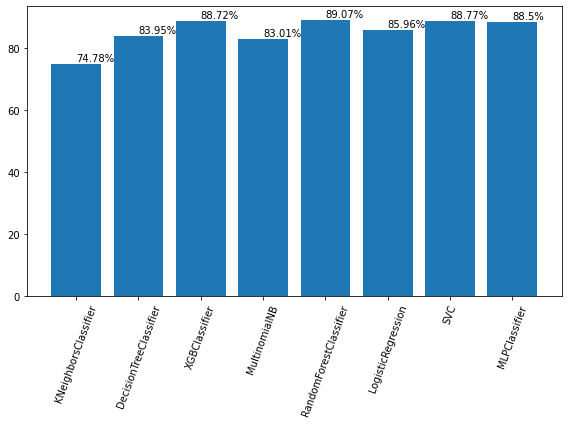 74.78%
83.95%
88.72%
83.01%
89.07%
85.96%
88.77%
88.5%
80
60
40
20
0
KNeighborsClassifier
DecisionTreeClassifier
XGBClassifier
MultinomialNB
RandomForestClassifier
LogisticRegression
SVC
MLPClassifier